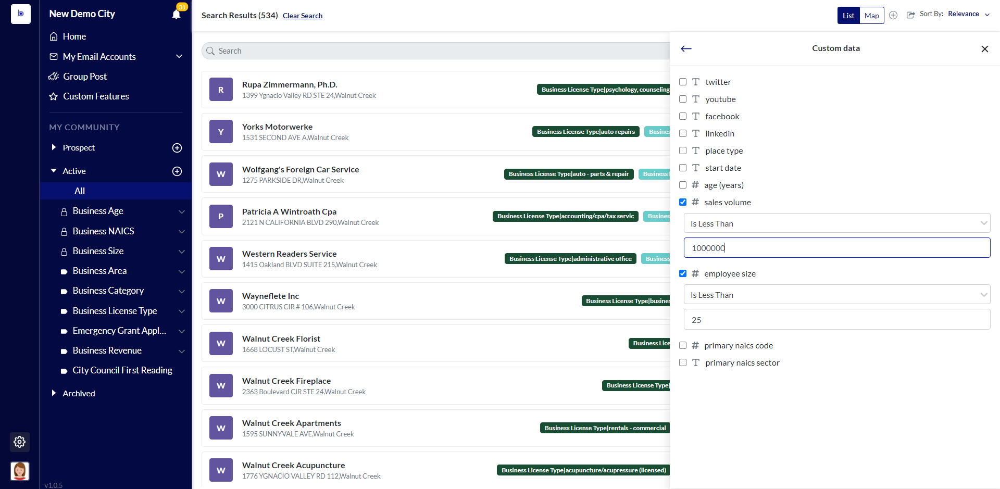 b
New Demo City
31
Home
My Email Accounts
Group Post
Custom Features
MY COMMUNITY
Prospect
Active
All
Business Age
Business NAICS
Business Size
Business Area
Business Category
Business License Type
Emergency Grant Appl...
Business Revenue
City Council First Reading
Archived
v1.0.5
Search Results (534) Clear Search
List Map Sort By: Relevance
Search
R
Rupa Zimmermann, Ph.D.
1399 Ygnacio Valley RD STE 24,Walnut Creek
Business License Type|psychology, counseling
Y
Yorks Motorwerke
1531 SECOND AVE A,Walnut Creek
Business License Type|auto repairs Busines
W
Wolfgang's Foreign Car Service
1275 PARKSIDE DR,Walnut Creek
Business License Type|auto - parts & repair Business
P
Patricia A Wintroath Cpa
2121 N CALIFORNIA BLVD 290,Walnut Creek
Business License Type|accounting/cpa/tax servic Busines
W
Western Readers Service
1415 Oakland BLVD SUITE 215,Walnut Creek
Business License Type|administrative office Business
W
Wayneflete Inc
3000 CITRUS CIR # 106,Walnut Creek
Business License Type|busines
W
Walnut Creek Florist
1668 LOCUST ST,Walnut Creek
Business Lice
W
Walnut Creek Fireplace
2363 Boulevard CIR STE 24,Walnut Creek
Business License Type|
W
Walnut Creek Apartments
1595 SUNNYVALE AVE,Walnut Creek
Business License Type|rentals - commercial
W
Walnut Creek Acupuncture
1776 YGNACIO VALLEY RD 112,Walnut Creek
Business License Type|acupuncture/acupressure (licensed)
Custom data
T twitter
T youtube
T facebook
T linkedin
T place type
T start date
# age (years)
# sales volume
Is Less Than
1000000
# employee size
Is Less Than
25
# primary naics code
T primary naics sector